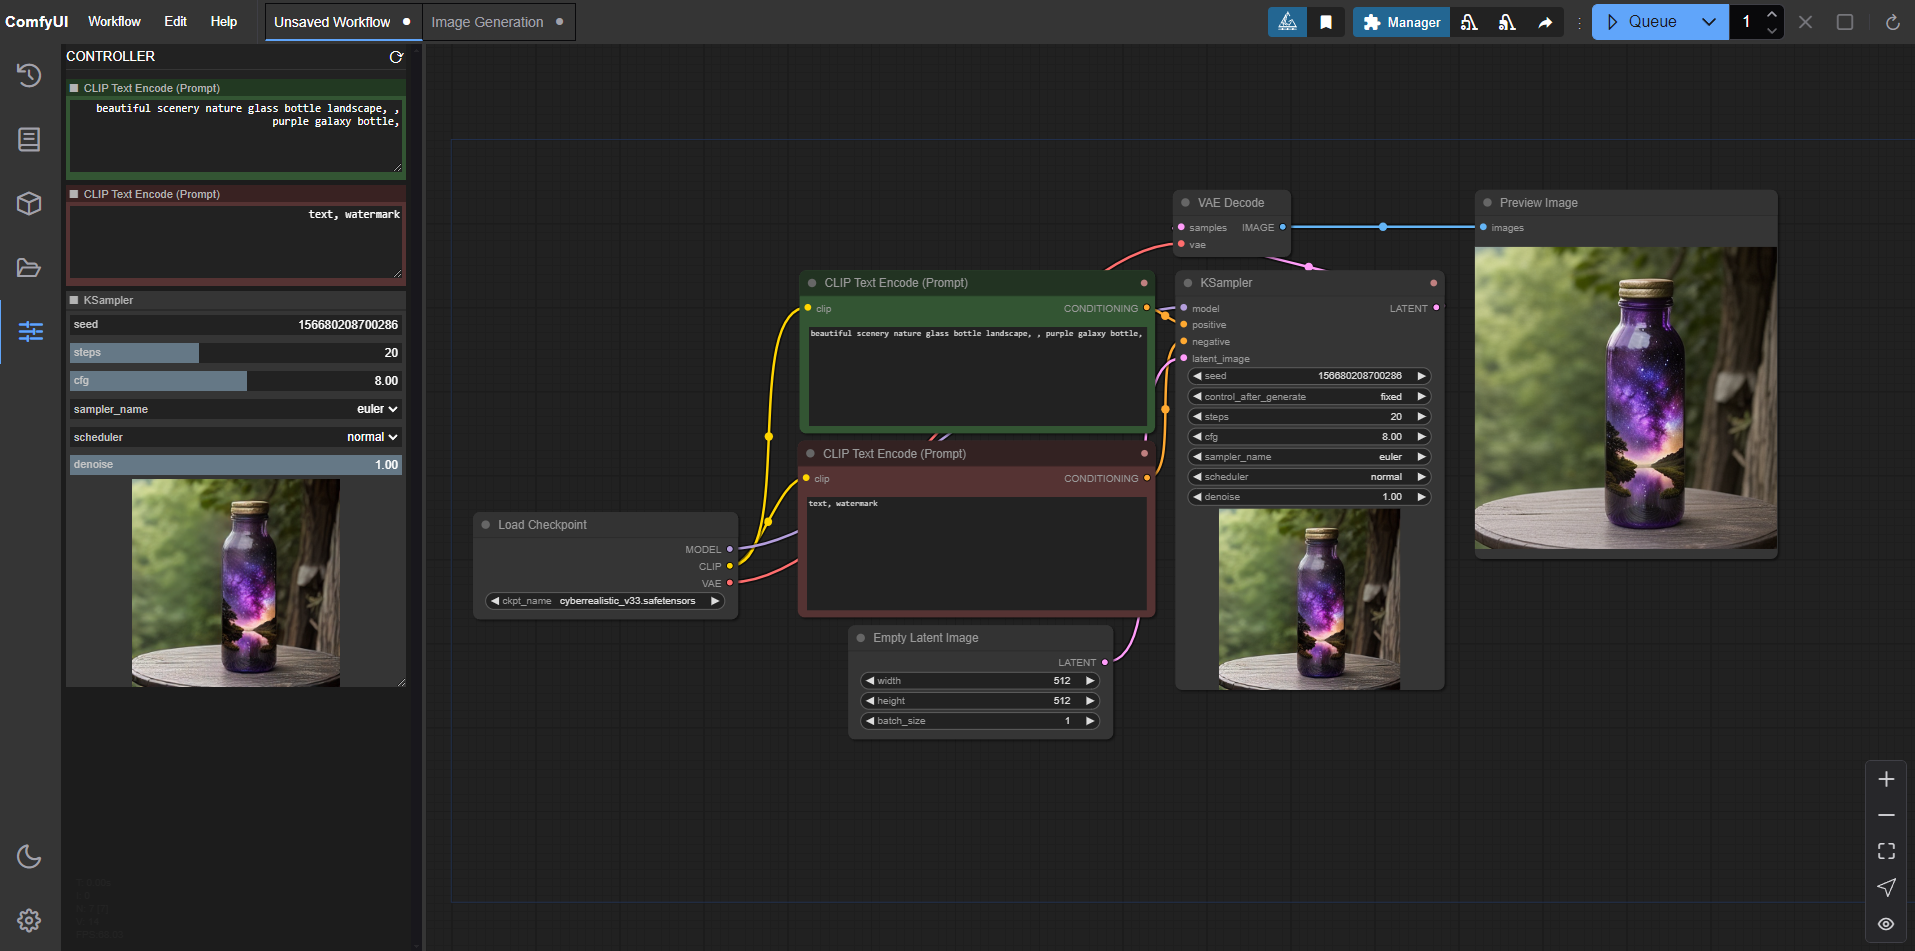 ComfyUI Workflow Edit Help Unsaved Workflow Image Generation Manager Queue 1
CONTROLLER
CLIP Text Encode (Prompt)
beautiful scenery nature glass bottle landscape, ,
purple galaxy bottle,
CLIP Text Encode (Prompt)
text, watermark
KSampler
seed 156680208700286
steps 20
cfg 8.00
sampler_name euler
scheduler normal
denoise 1.00
Load Checkpoint
MODEL
CLIP
VAE
ckpt_name cyberrealistic_v33.safetensors
CLIP Text Encode (Prompt)
clip CONDITIONING
beautiful scenery nature glass bottle landscape, , purple galaxy bottle,
CLIP Text Encode (Prompt)
clip CONDITIONING
text, watermark
Empty Latent Image
LATENT
width 512
height 512
batch_size 1
VAE Decode
samples IMAGE
vae
KSampler
model LATENT
positive
negative
latent_image
seed 156680208700286
control_after_generate fixed
steps 20
cfg 8.00
sampler_name euler
scheduler normal
denoise 1.00
Preview Image
images